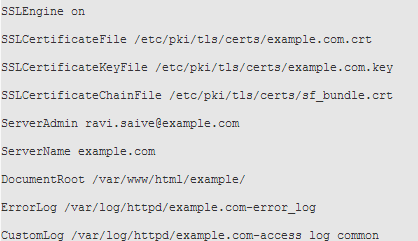 SSLEngine on
SSLCertificateFile /etc/pki/tls/certs/example.com.crt
SSLCertificateKeyFile /etc/pki/tls/certs/example.com.key
SSLCertificateChainFile /etc/pki/tls/certs/sf_bundle.crt
ServerAdmin ravi.saive@example.com
ServerName example.com
DocumentRoot /var/www/html/example/
ErrorLog /var/log/httpd/example.com-error_log
CustomLog /var/log/httpd/example.com-access_log common